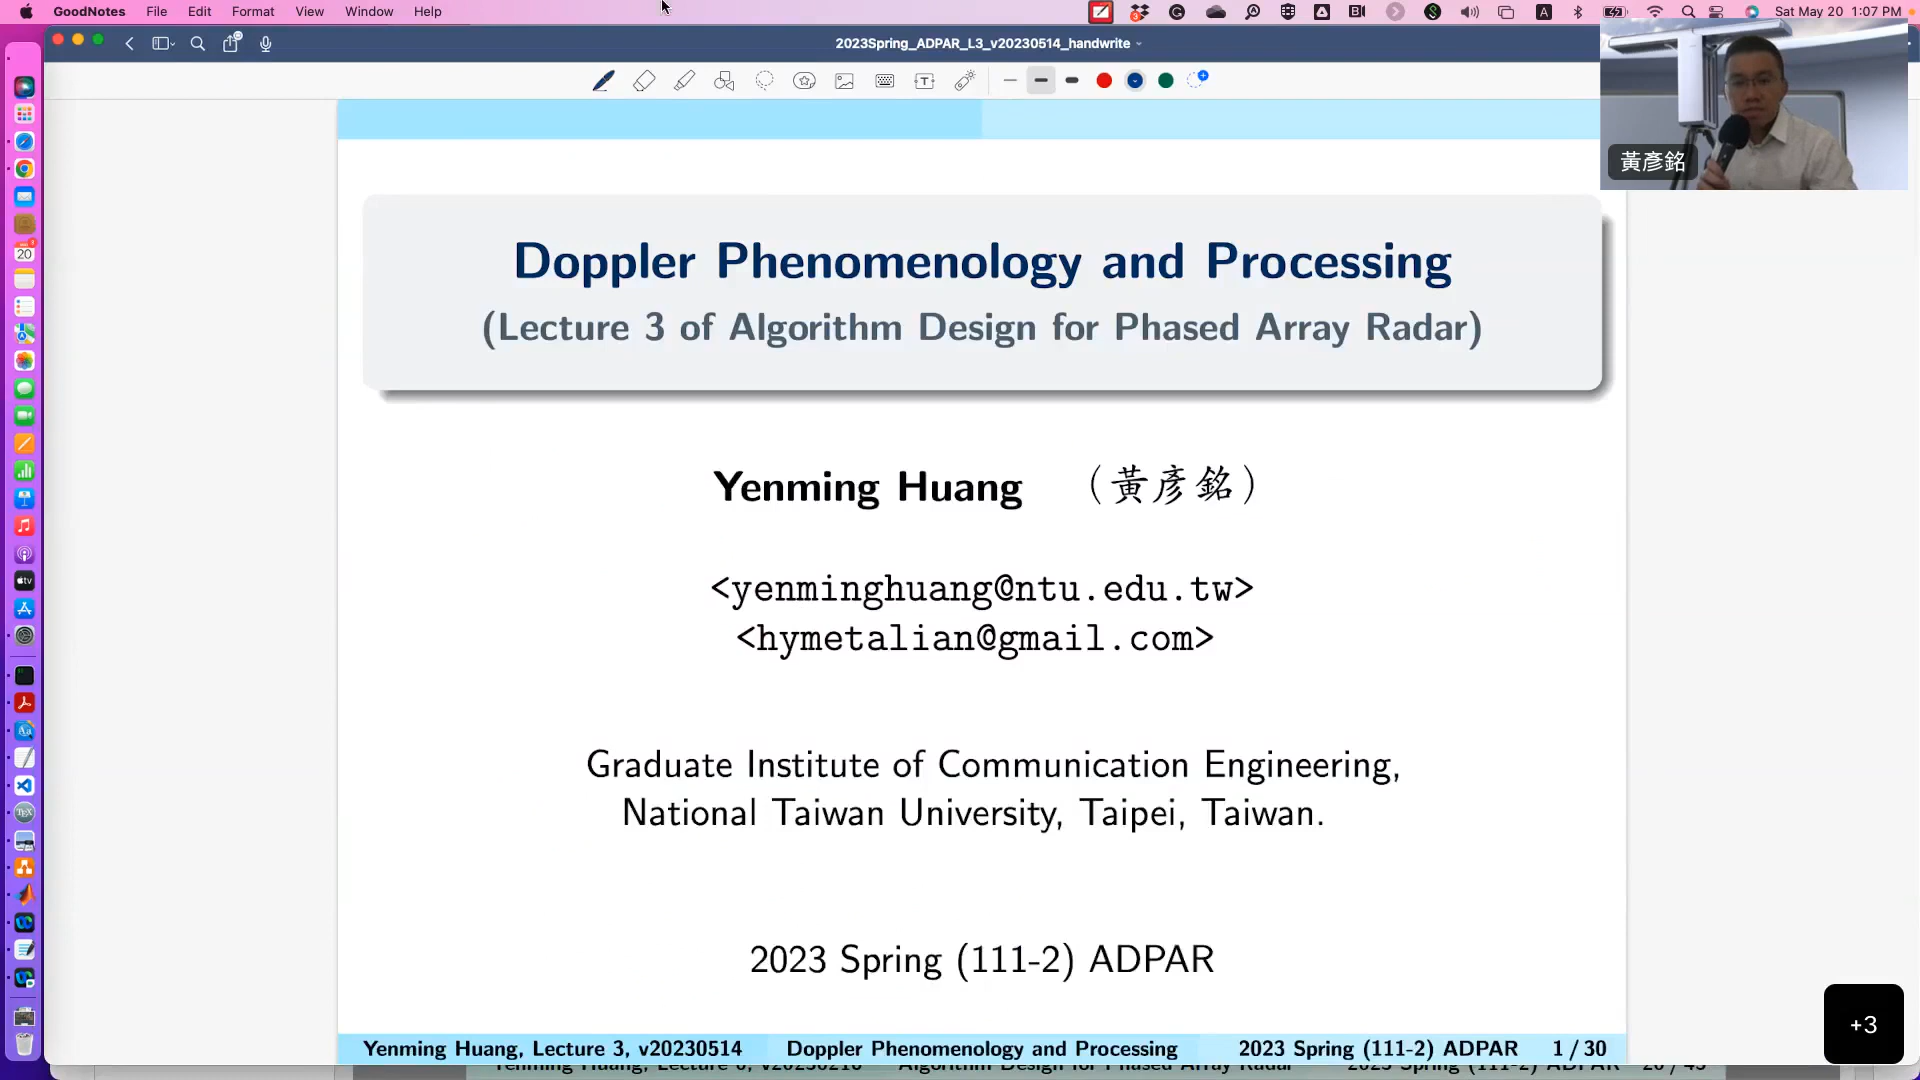 GoodNotes File Edit Format View Window Help
Sat May 20 1:07 PM
2023Spring_ADPAR_L3_v20230514_handwrite
黃彥銘
Doppler Phenomenology and Processing
(Lecture 3 of Algorithm Design for Phased Array Radar)
Yenming Huang （黃彥銘）
<yenminghuang@ntu.edu.tw>
<hymetalian@gmail.com>
Graduate Institute of Communication Engineering,
National Taiwan University, Taipei, Taiwan.
2023 Spring (111-2) ADPAR
+3
Yenming Huang, Lecture 3, v20230514 Doppler Phenomenology and Processing 2023 Spring (111-2) ADPAR 1 / 30